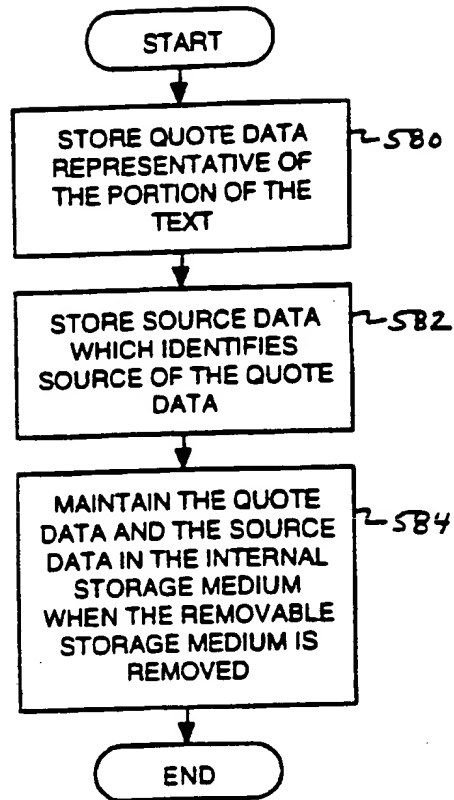 START
STORE QUOTE DATA
REPRESENTATIVE OF
THE PORTION OF THE
TEXT
580
STORE SOURCE DATA
WHICH IDENTIFIES
SOURCE OF THE QUOTE
DATA
582
MAINTAIN THE QUOTE
DATA AND THE SOURCE
DATA IN THE INTERNAL
STORAGE MEDIUM
WHEN THE REMOVABLE
STORAGE MEDIUM IS
REMOVED
584
END